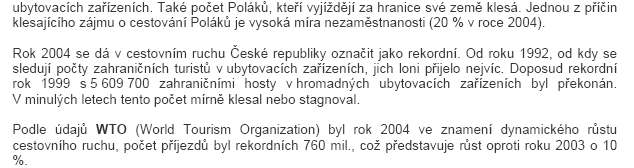 ubytovacích zařízeních. Také počet Poláků, kteří vyjíždějí za hranice své země klesá. Jednou z příčin
klesajícího zájmu o cestování Poláků je vysoká míra nezaměstnanosti (20 % v roce 2004).
Rok 2004 se dá v cestovním ruchu České republiky označit jako rekordní. Od roku 1992, od kdy se
sledují počty zahraničních turistů v ubytovacích zařízeních, jich loni přijelo nejvíc. Doposud rekordní
rok 1999 s 5 609 700 zahraničními hosty v hromadných ubytovacích zařízeních byl překonán.
V minulých letech tento počet mírně klesal nebo stagnoval.
Podle údajů WTO (World Tourism Organization) byl rok 2004 ve znamení dynamického růstu
cestovního ruchu, počet příjezdů byl rekordních 760 mil., což představuje růst oproti roku 2003 o 10
%.